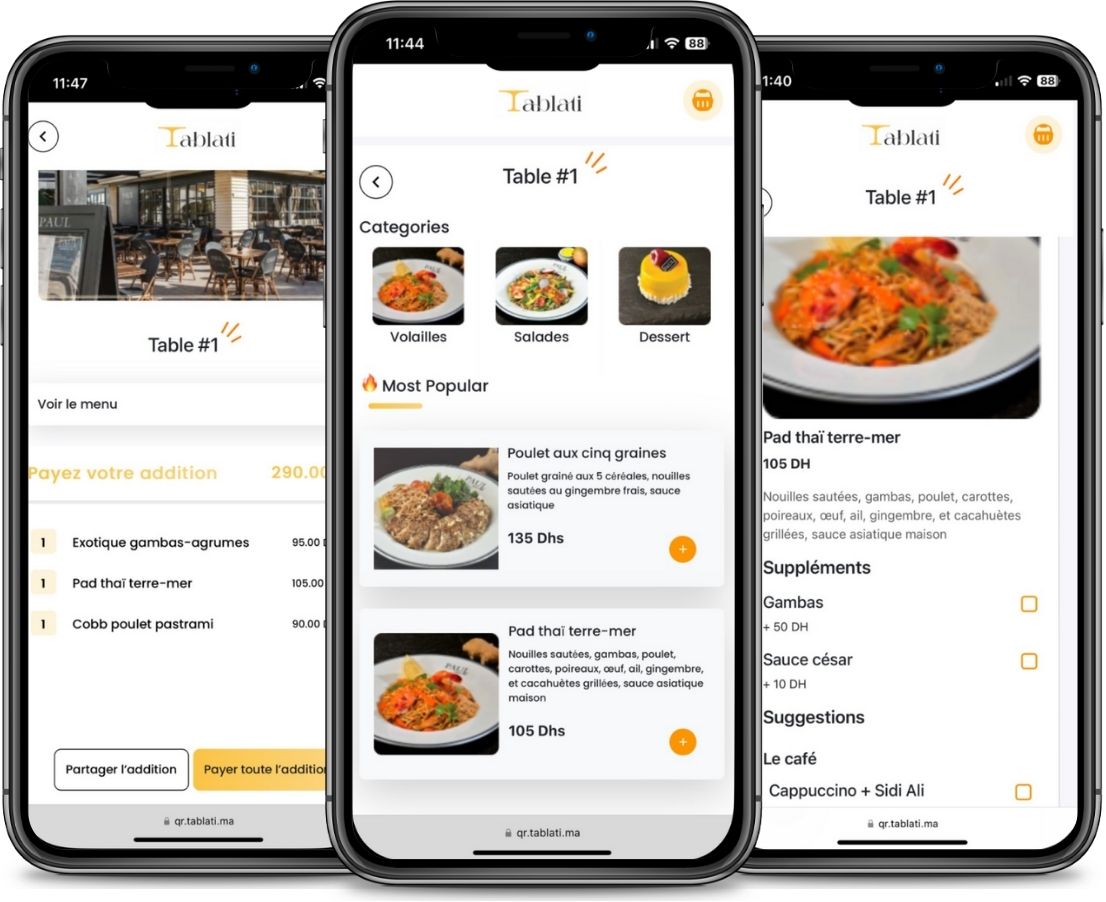 11:47
Tablati
PAUL
Table #1
Voir le menu
Payez votre addition 290.00
1 Exotique gambas-agrumes 95.00
1 Pad thaï terre-mer 105.00
1 Cobb poulet pastrami 90.00
Partager l'addition
Payer toute l'addition
qr.tablati.ma
11:44
88
Tablati
Table #1
Categories
Volailles
Salades
Dessert
Most Popular
PAUL
Poulet aux cinq graines
Poulet grainé aux 5 céréales, nouilles
sautées au gingembre frais, sauce
asiatique
135 Dhs
+
PAUL
Pad thaï terre-mer
Nouilles sautées, gambas, poulet,
carottes, poireaux, œuf, ail, gingembre,
et cacahuètes grillées, sauce asiatique
maison
105 Dhs
+
qr.tablati.ma
1:40
88
Tablati
Table #1
Pad thaï terre-mer
105 DH
Nouilles sautées, gambas, poulet, carottes,
poireaux, œuf, ail, gingembre, et cacahuètes
grillées, sauce asiatique maison
Suppléments
Gambas
+ 50 DH
Sauce césar
+ 10 DH
Suggestions
Le café
Cappuccino + Sidi Ali
qr.tablati.ma